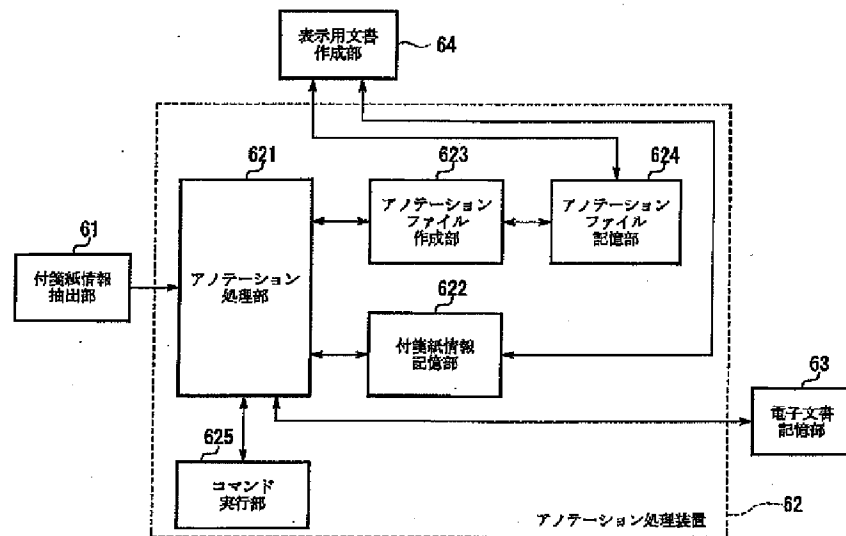 表示用文書
作成部
64
621
623
624
アノテーション
処理部
アノテーション
ファイル
作成部
アノテーション
ファイル
記憶部
61
付箋紙情報
抽出部
622
付箋紙情報
記憶部
63
電子文書
記憶部
625
コマンド
実行部
アノテーション処理装置
62